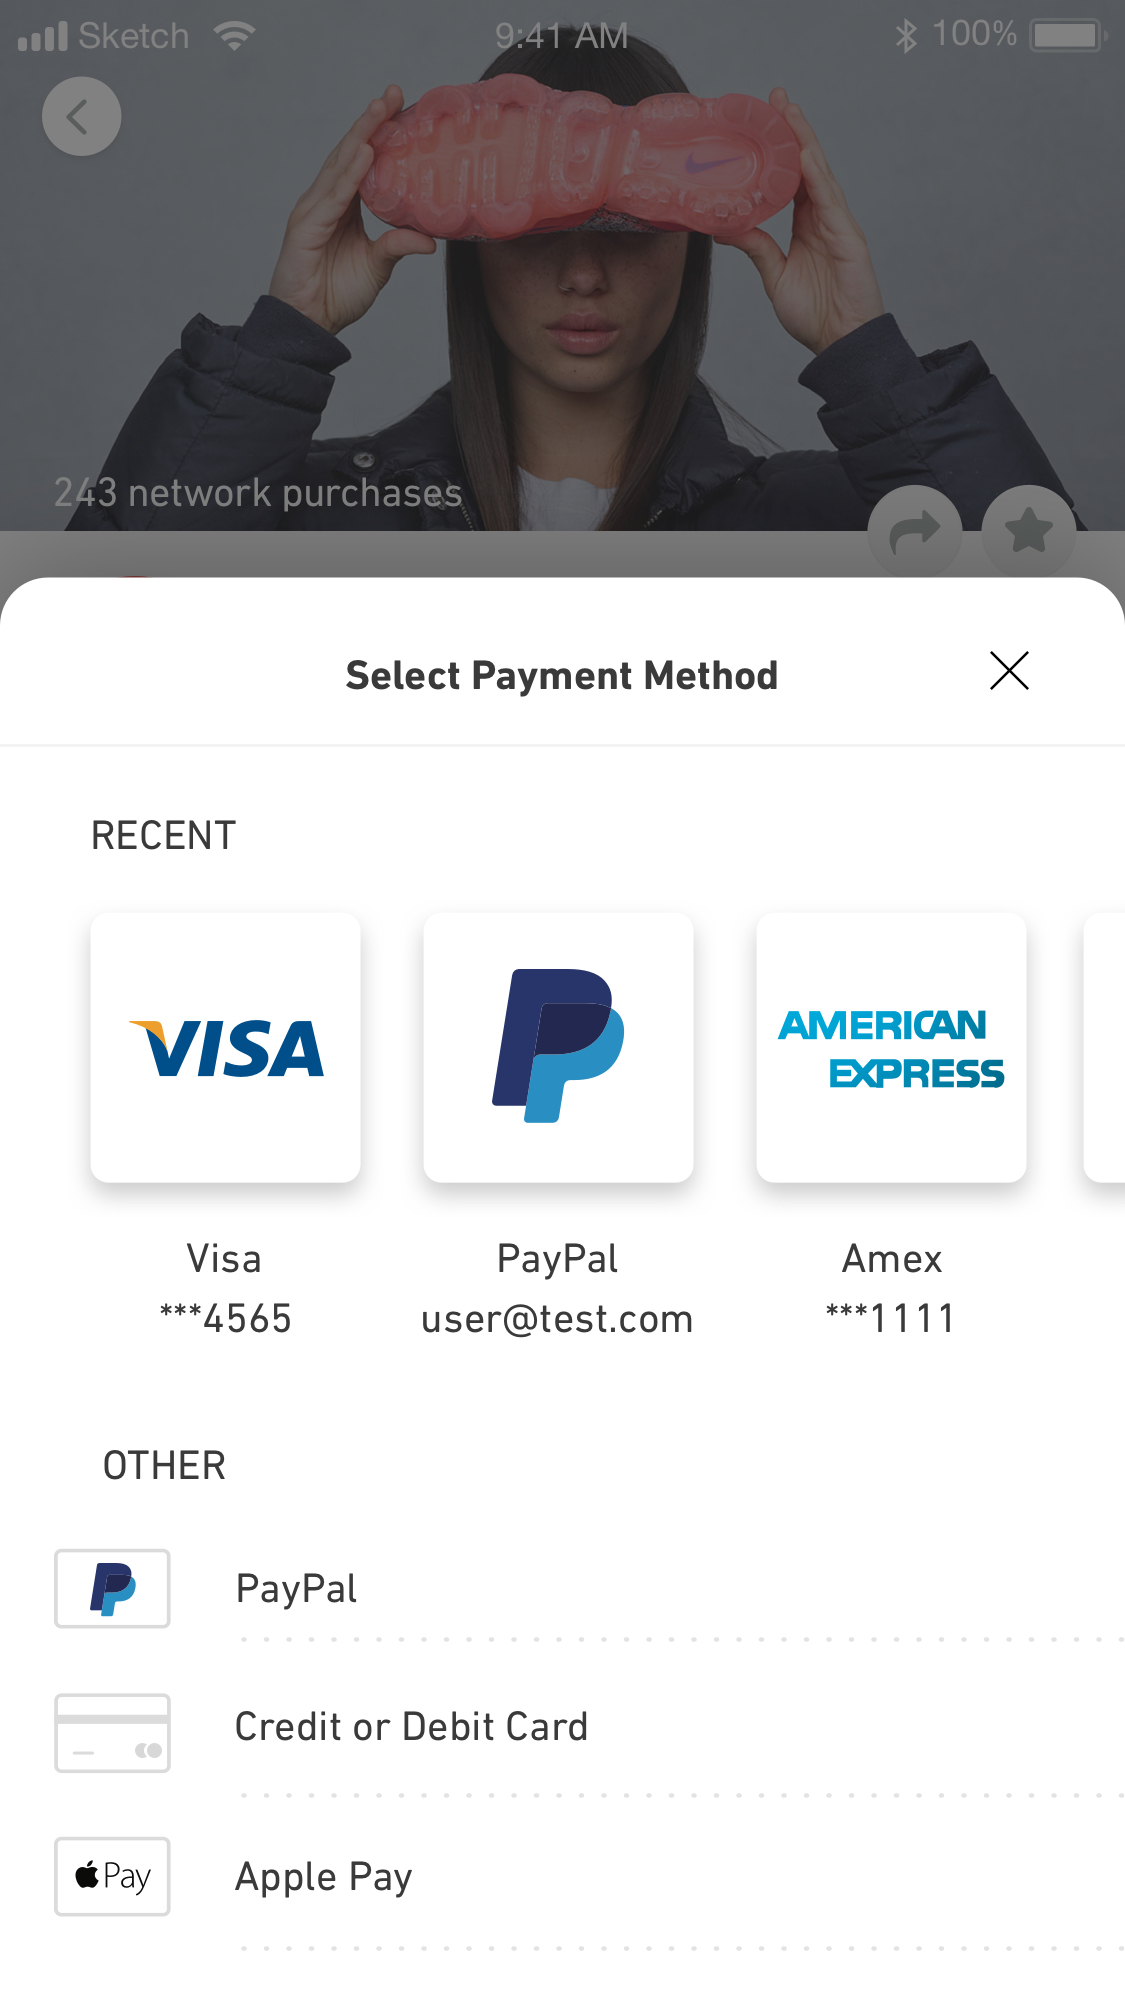 Sketch 9:41 AM 100%
243 network purchases
Select Payment Method
RECENT
VISA
AMERICAN
EXPRESS
Visa PayPal Amex
***4565 user@test.com ***1111
OTHER
PayPal
Credit or Debit Card
Pay Apple Pay